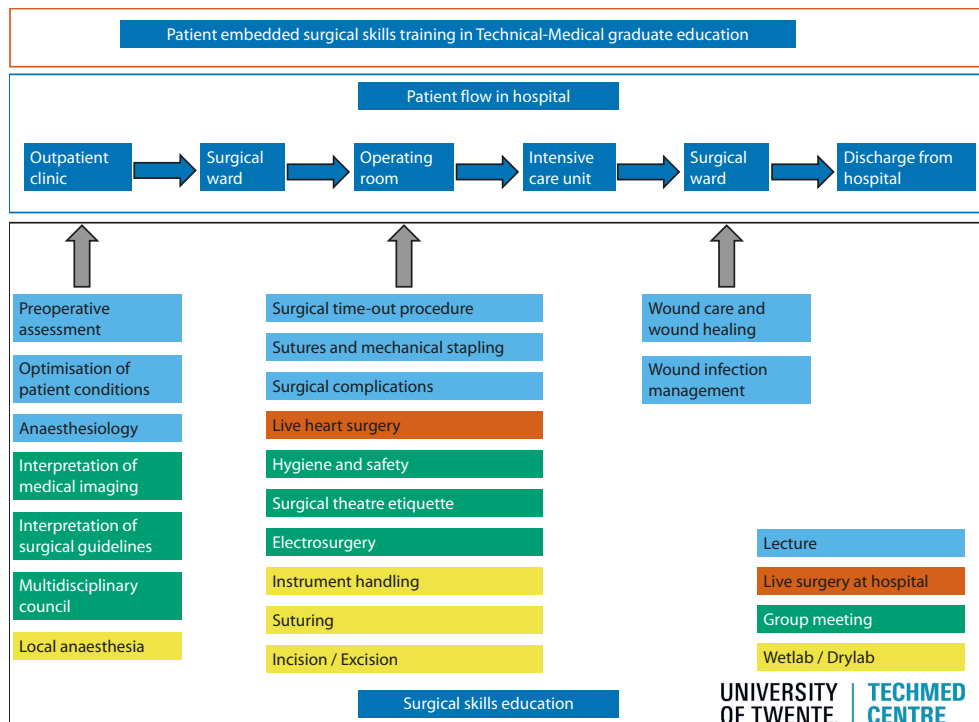 Patient embedded surgical skills training in Technical-Medical graduate education
Patient flow in hospital
Outpatient
clinic
Surgical
ward
Operating
room
Intensive
care unit
Surgical
ward
Discharge from
hospital
Preoperative
assessment
Optimisation of
patient conditions
Anaesthesiology
Interpretation of
medical imaging
Interpretation of
surgical guidelines
Multidisciplinary
council
Local anaesthesia
Surgical time-out procedure
Sutures and mechanical stapling
Surgical complications
Live heart surgery
Hygiene and safety
Surgical theatre etiquette
Electrosurgery
Instrument handling
Suturing
Incision / Excision
Wound care and
wound healing
Wound infection
management
Lecture
Live surgery at hospital
Group meeting
Wetlab / Drylab
Surgical skills education
UNIVERSITY
OF TWENTE.
TECHMED
CENTRE